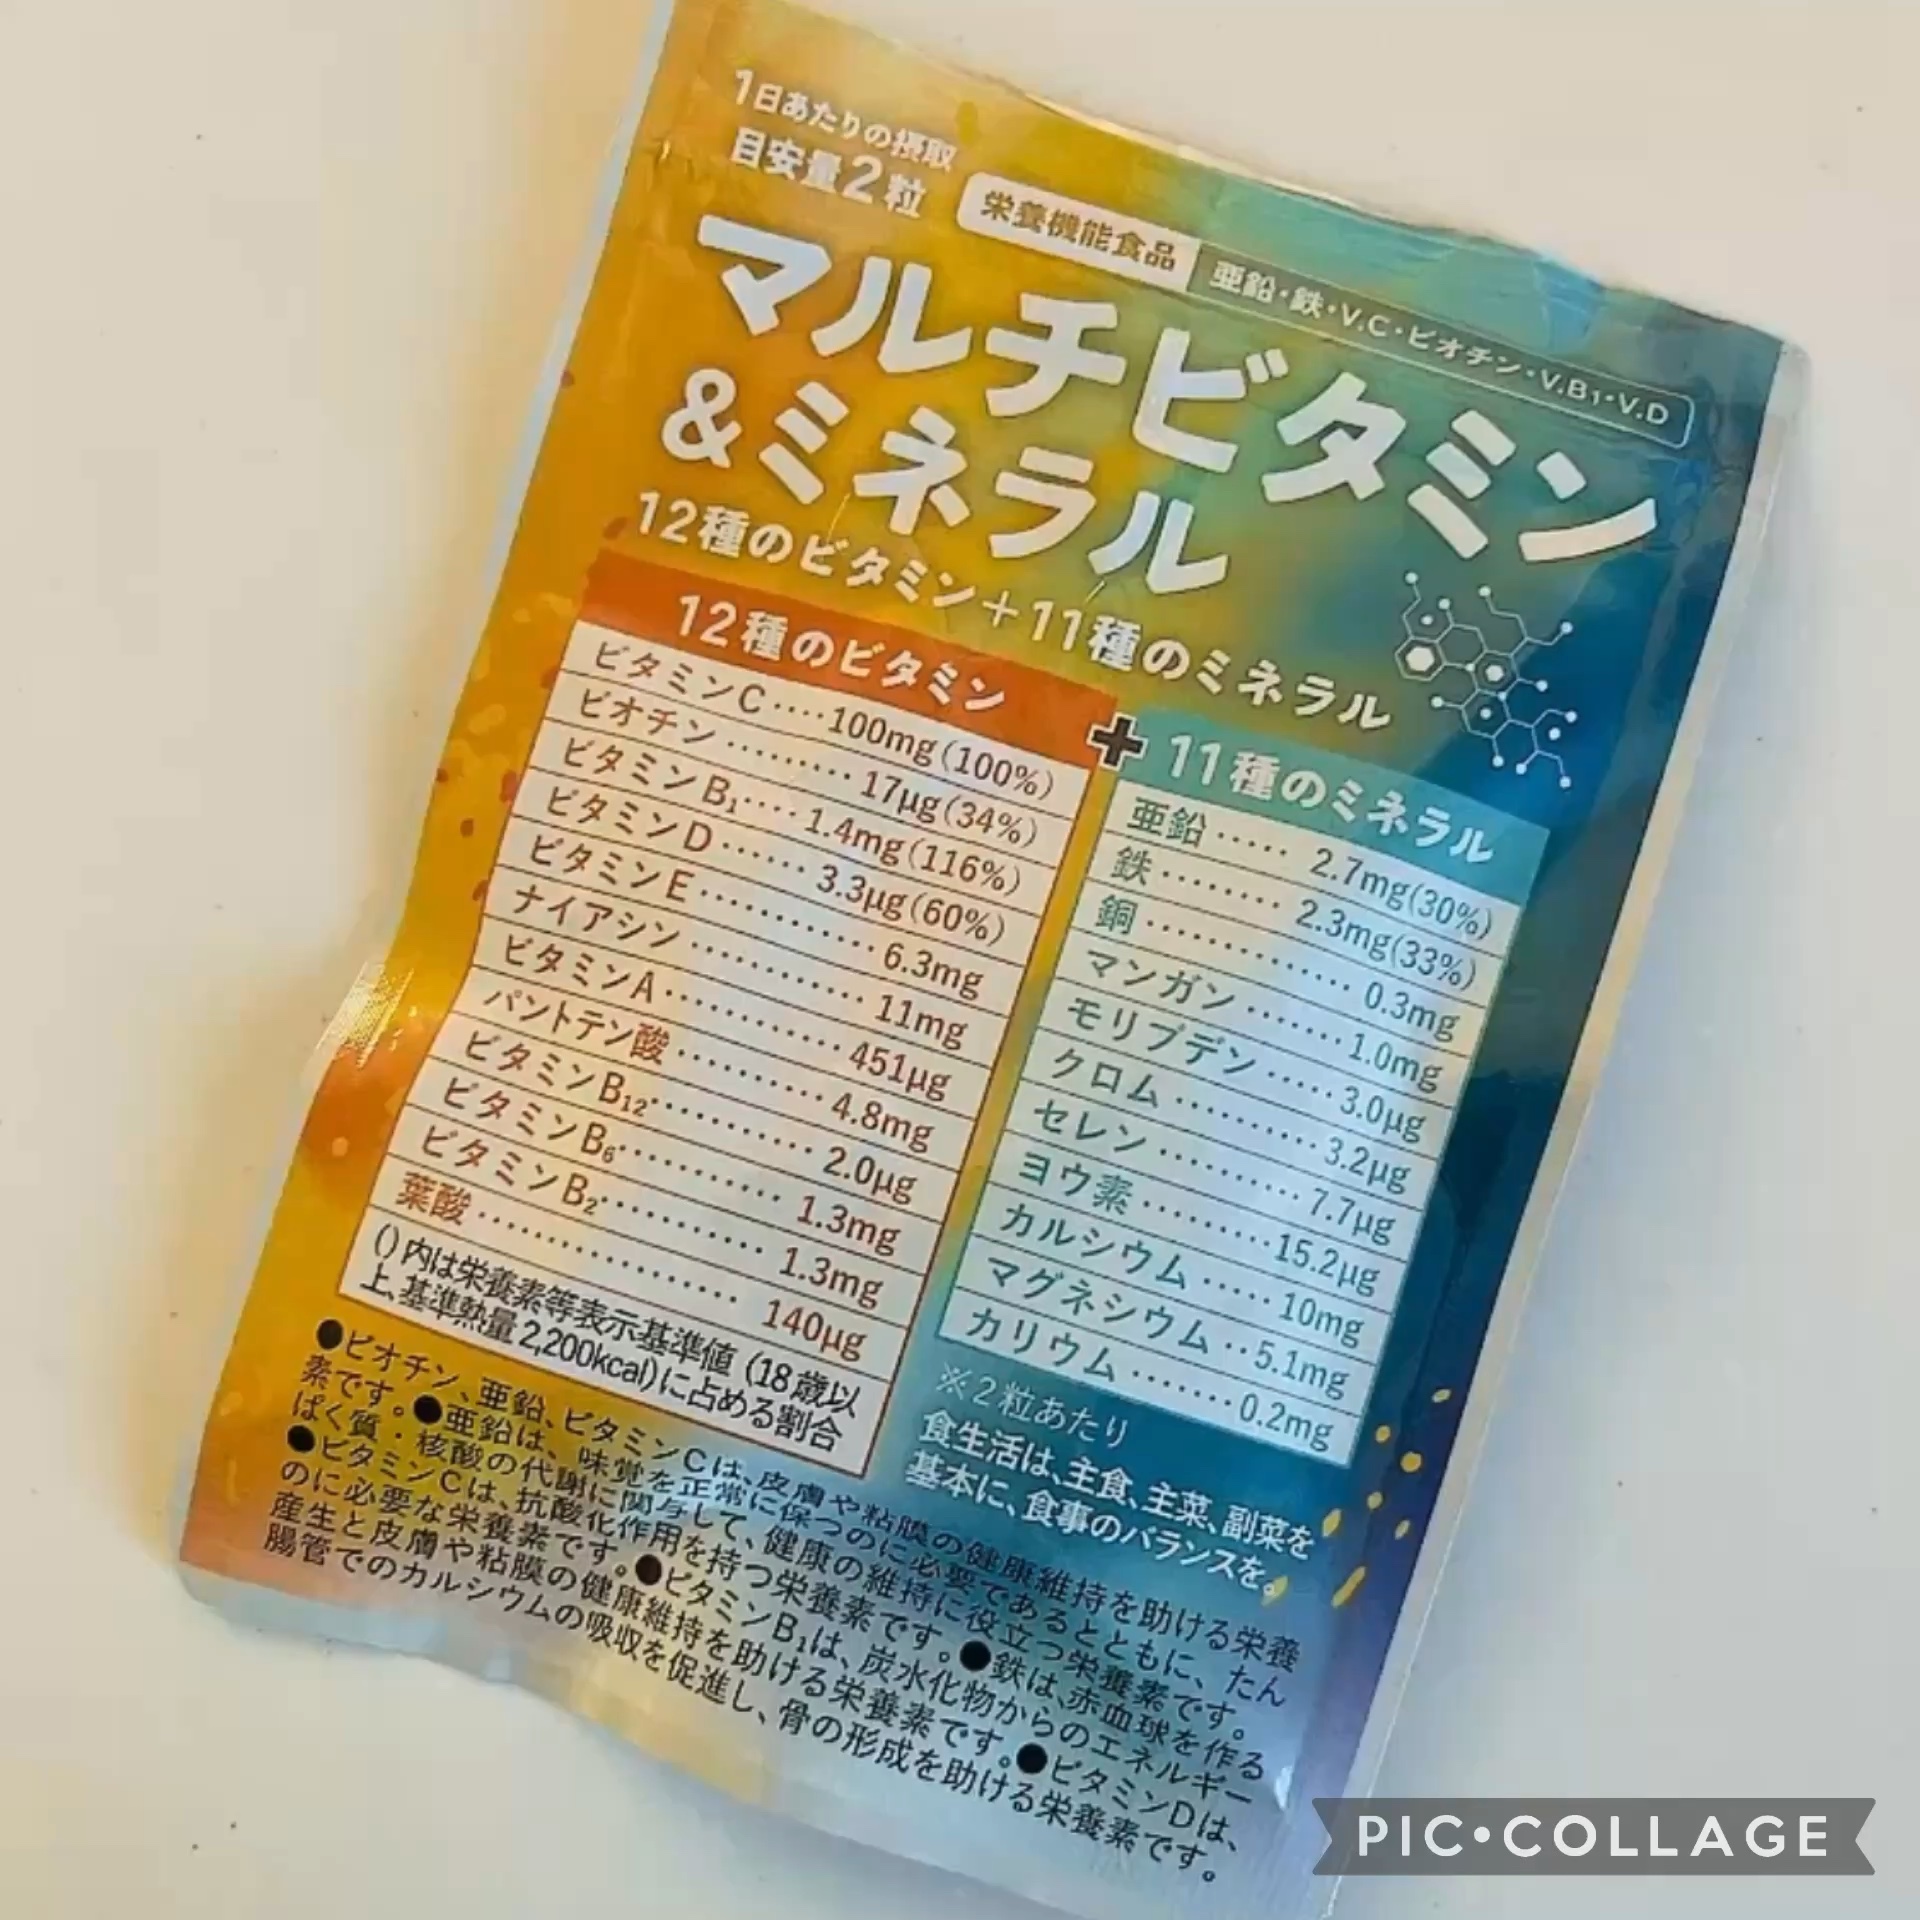 1日あたりの摂取
目安量2粒
栄養機能食品 亜鉛・鉄・V.C・ビオチン・V.B1・V.D
マルチビタミン
&ミネラル
12種のビタミン+11種のミネラル
12種のビタミン
ビタミンC‥‥100mg(100%)
ビオチン………17μg(34%)
ビタミンB1‥‥1.4mg(116%)
ビタミンD……3.3μg(60%)
ビタミンE…………6.3mg
ナイアシン…………11mg
ビタミンA…………451μg
パントテン酸………4.8mg
ビタミンB12………2.0μg
ビタミンB6…………1.3mg
ビタミンB2…………1.3mg
葉酸………………140μg
()内は栄養素等表示基準値(18歳以
上、基準熱量2,200kcal)に占める割合
+
11種のミネラル
亜鉛‥‥‥2.7mg(30%)
鉄………2.3mg(33%)
銅……………0.3mg
マンガン………1.0mg
モリブデン‥‥3.0μg
クロム…………3.2μg
セレン…………7.7μg
ヨウ素………15.2μg
カルシウム‥‥10mg
マグネシウム‥5.1mg
カリウム………0.2mg
※2粒あたり
食生活は、主食、主菜、副菜を
基本に、食事のバランスを。
●ビオチン、亜鉛、ビタミンCは、皮膚や粘膜の健康維持を助ける栄養
素です。●亜鉛は、味覚を正常に保つのに必要であるとともに、たん
ぱく質・核酸の代謝に関与して、健康の維持に役立つ栄養素です。
●ビタミンCは、抗酸化作用を持つ栄養素です。●鉄は、赤血球を作る
のに必要な栄養素です。●ビタミンB1は、炭水化物からのエネルギー
産生と皮膚や粘膜の健康維持を助ける栄養素です。●ビタミンDは、
腸管でのカルシウムの吸収を促進し、骨の形成を助ける栄養素です。
PIC•COLLAGE